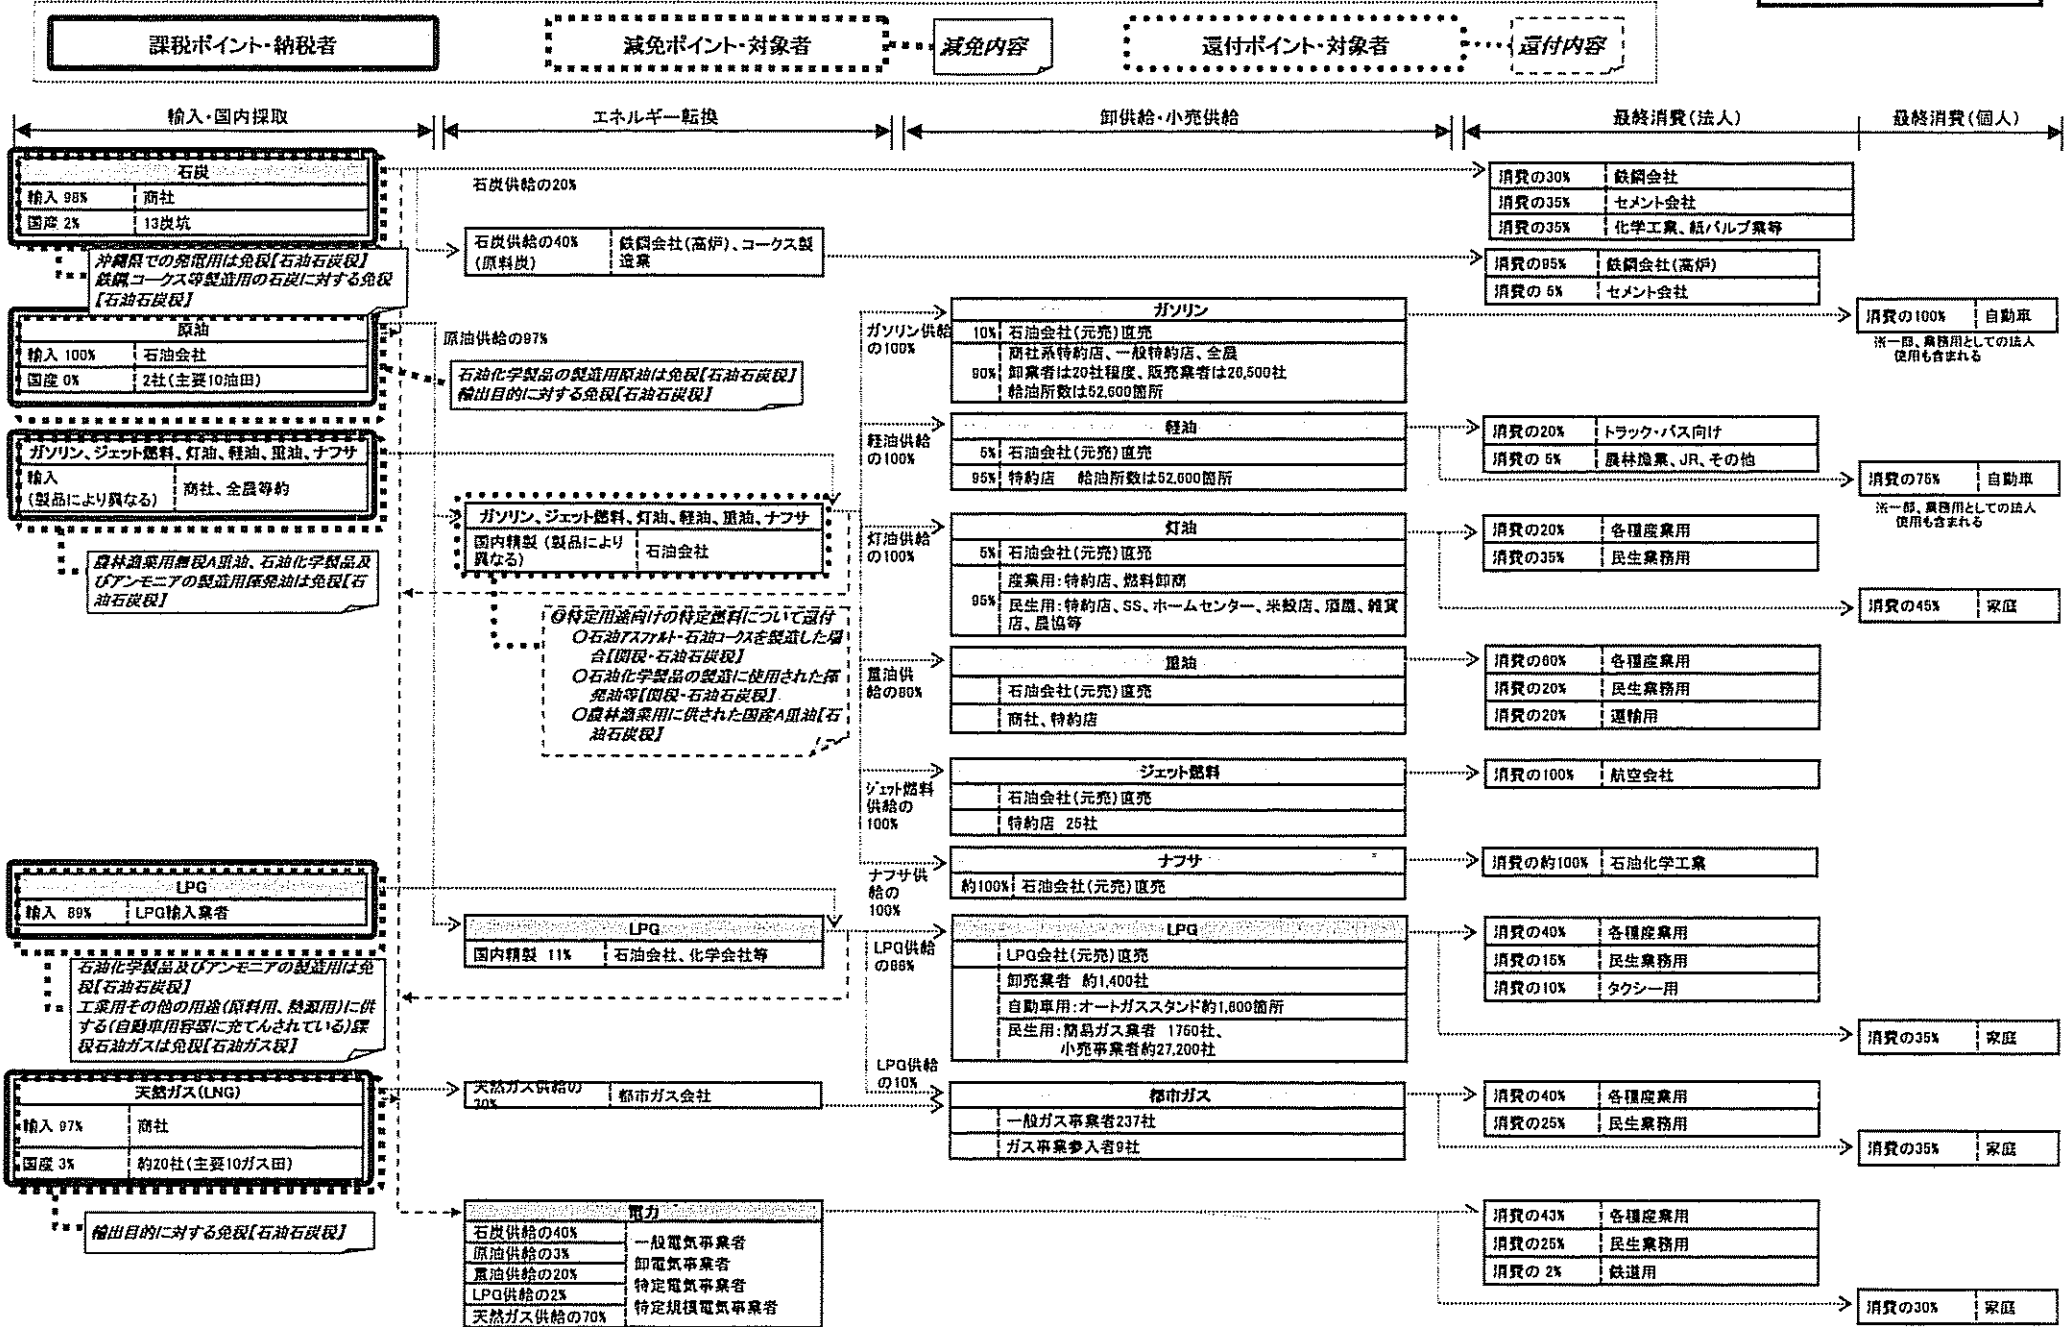 課税ポイント・納税者
減免ポイント・対象者
減免内容
還付ポイント・対象者
還付内容
輸入・国内採取
エネルギー転換
卸供給・小売供給
最終消費(法人)
最終消費(個人)
石炭
輸入 98% 商社
国産 2% 13炭坑
沖縄県での発電用は免税【石油石炭税】
鉄鋼、コークス等製造用の石炭に対する免税
【石油石炭税】
石炭供給の20%
石炭供給の40%
(原料炭)
鉄鋼会社(高炉)、コークス製
造業
消費の30% 鉄鋼会社
消費の35% セメント会社
消費の35% 化学工業、紙パルプ業等
消費の95% 鉄鋼会社(高炉)
消費の 5% セメント会社
原油
輸入 100% 石油会社
国産 0% 2社(主要10油田)
原油供給の97%
石油化学製品の製造用原油は免税【石油石炭税】
輸出目的に対する免税【石油石炭税】
ガソリン、ジェット燃料、灯油、軽油、重油、ナフサ
輸入
(製品により異なる)
商社、全農等約
農林漁業用無税A重油、石油化学製品及
びアンモニアの製造用揮発油は免税【石
油石炭税】
ガソリン、ジェット燃料、灯油、軽油、重油、ナフサ
国内精製 (製品により
異なる)
石油会社
◎特定用途向けの特定燃料について還付
○石油アスファルト・石油コークスを製造した場
合【関税・石油石炭税】
○石油化学製品の製造に使用された揮
発油等【関税・石油石炭税】
○農林漁業用に供された国産A重油【石
油石炭税】
ガソリン供給
の100%
ガソリン
10% 石油会社(元売)直売
90%
商社系特約店、一般特約店、全農
卸業者は20社程度、販売業者は26,500社
給油所数は52,600箇所
消費の100% 自動車
※一部、業務用としての法人
使用も含まれる
軽油供給
の100%
軽油
5% 石油会社(元売)直売
95% 特約店 給油所数は52,600箇所
消費の20% トラック・バス向け
消費の 5% 農林漁業、JR、その他
消費の75% 自動車
※一部、業務用としての法人
使用も含まれる
灯油供給
の100%
灯油
5% 石油会社(元売)直売
95%
産業用:特約店、燃料卸商
民生用:特約店、SS、ホームセンター、米穀店、酒屋、雑貨
店、農協等
消費の20% 各種産業用
消費の35% 民生業務用
消費の45% 家庭
重油供
給の80%
重油
石油会社(元売)直売
商社、特約店
消費の60% 各種産業用
消費の20% 民生業務用
消費の20% 運輸用
ジェット燃料
供給の
100%
ジェット燃料
石油会社(元売)直売
特約店 25社
消費の100% 航空会社
ナフサ供
給の
100%
ナフサ
約100% 石油会社(元売)直売
消費の約100% 石油化学工業
LPG
輸入 89% LPG輸入業者
石油化学製品及びアンモニアの製造用は免
税【石油石炭税】
工業用その他の用途(原料用、熱源用)に供
する(自動車用容器に充てんされている)課
税石油ガスは免税【石油ガス税】
LPG
国内精製 11% 石油会社、化学会社等
LPG供給
の88%
LPG
LPG会社(元売)直売
卸売業者 約1,400社
自動車用:オートガススタンド約1,800箇所
民生用:簡易ガス業者 1760社、
小売事業者約27,200社
消費の40% 各種産業用
消費の15% 民生業務用
消費の10% タクシー用
消費の35% 家庭
天然ガス(LNG)
輸入 97% 商社
国産 3% 約20社(主要10ガス田)
輸出目的に対する免税【石油石炭税】
天然ガス供給の
30%
都市ガス会社
LPG供給
の10%
都市ガス
一般ガス事業者237社
ガス事業参入者9社
消費の40% 各種産業用
消費の25% 民生業務用
消費の35% 家庭
電力
石炭供給の40%
原油供給の3%
重油供給の20%
LPG供給の2%
天然ガス供給の70%
一般電気事業者
卸電気事業者
特定電気事業者
特定規模電気事業者
消費の43% 各種産業用
消費の25% 民生業務用
消費の 2% 鉄道用
消費の30% 家庭